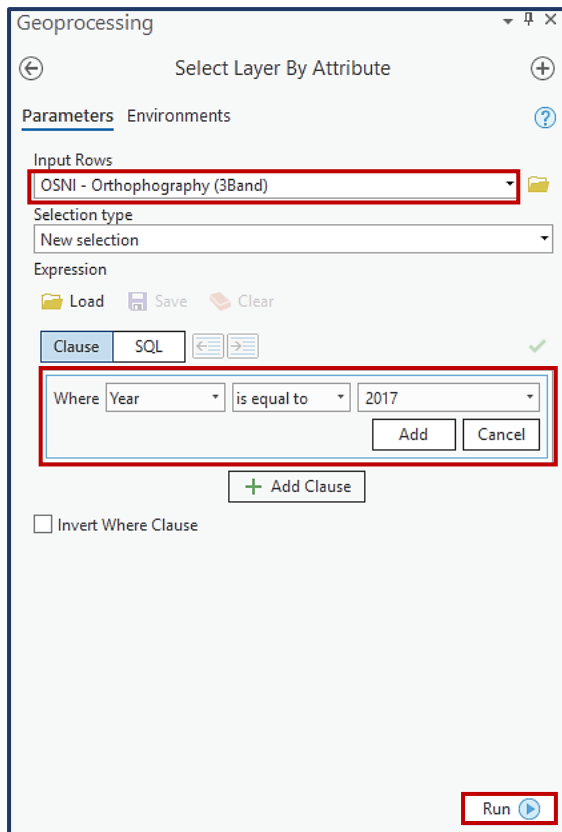 Geoprocessing
Select Layer By Attribute
Parameters Environments
Input Rows
OSNI - Orthophography (3Band)
Selection type
New selection
Expression
Load Save Clear
Clause SQL
Where Year is equal to 2017
Add Cancel
Add Clause
Invert Where Clause
Run